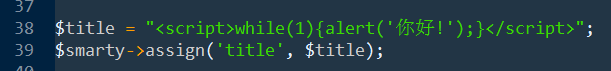 37
38 $title = "<script>while(1){alert('你好!');}</script>";
39 $smarty->assign('title', $title);